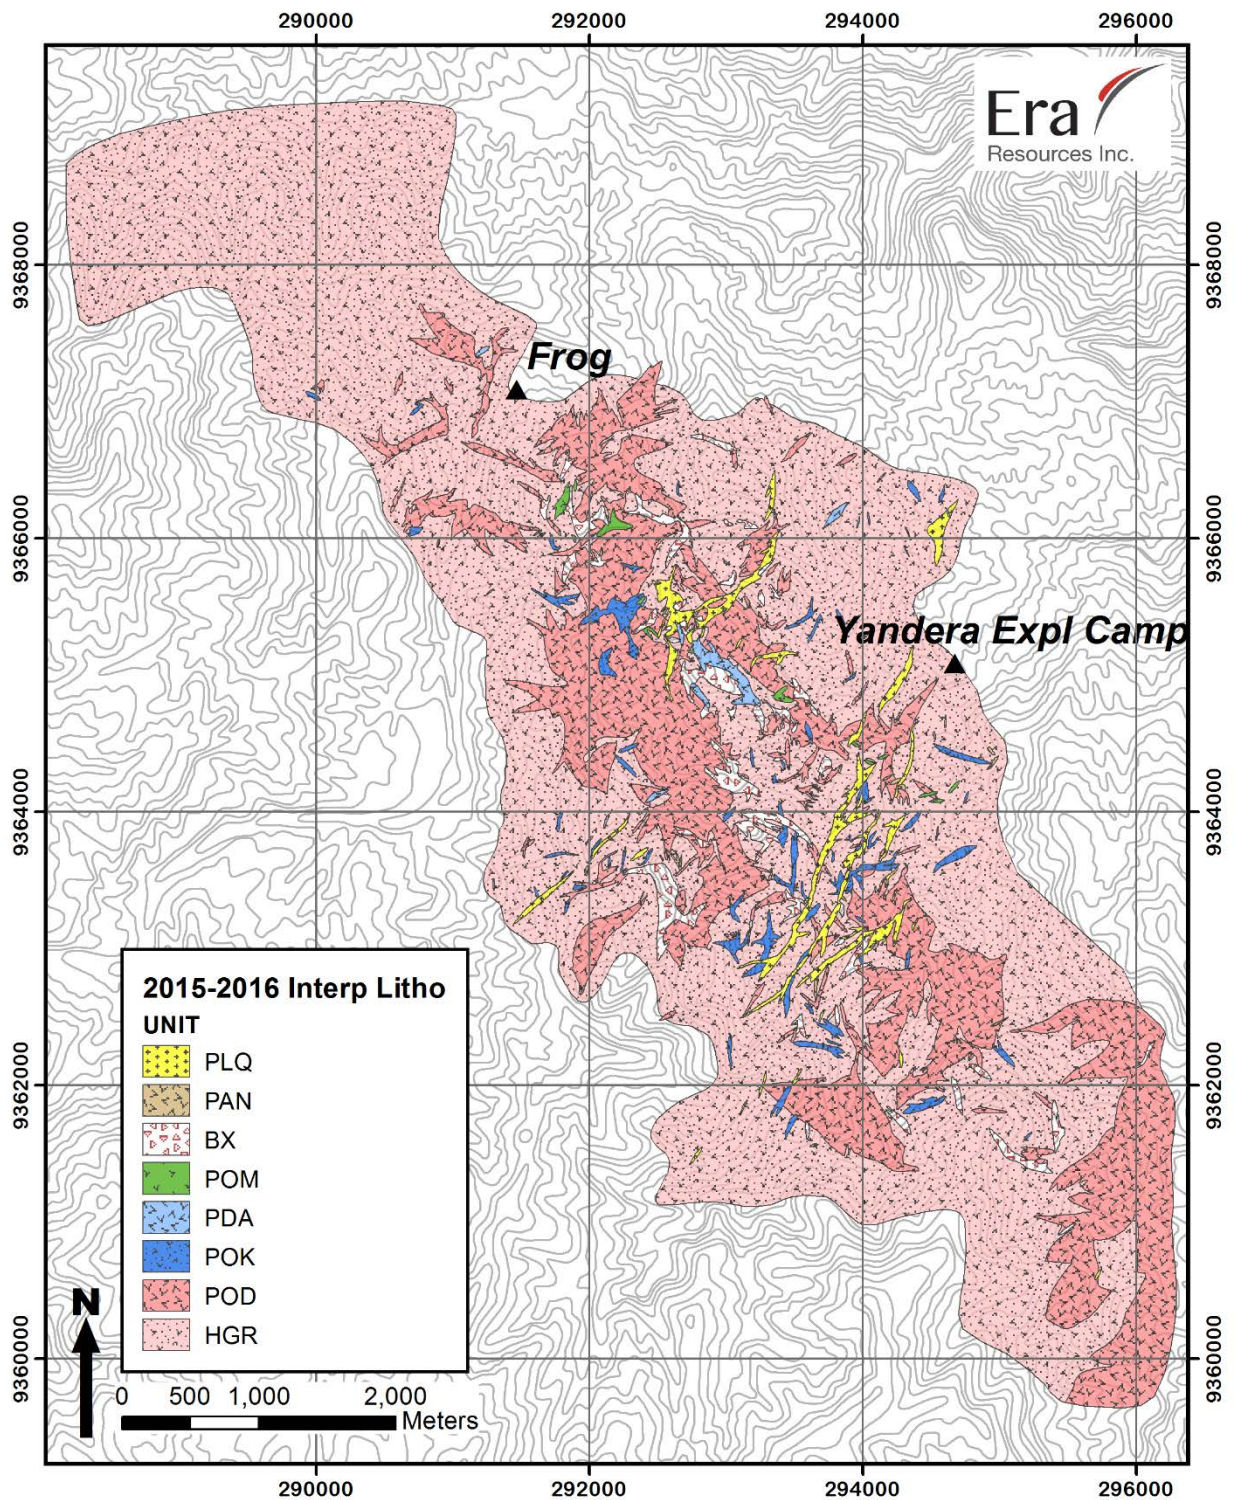 290000 292000 294000 296000
Era
Resources Inc.
9368000 9368000
Frog
9366000 9366000
Yandera Expl Camp
9364000 9364000
2015-2016 Interp Litho
UNIT
PLQ
PAN
BX
POM
PDA
POK
POD
HGR
9362000 9362000
N
9360000 9360000
0 500 1,000 2,000
Meters
290000 292000 294000 296000